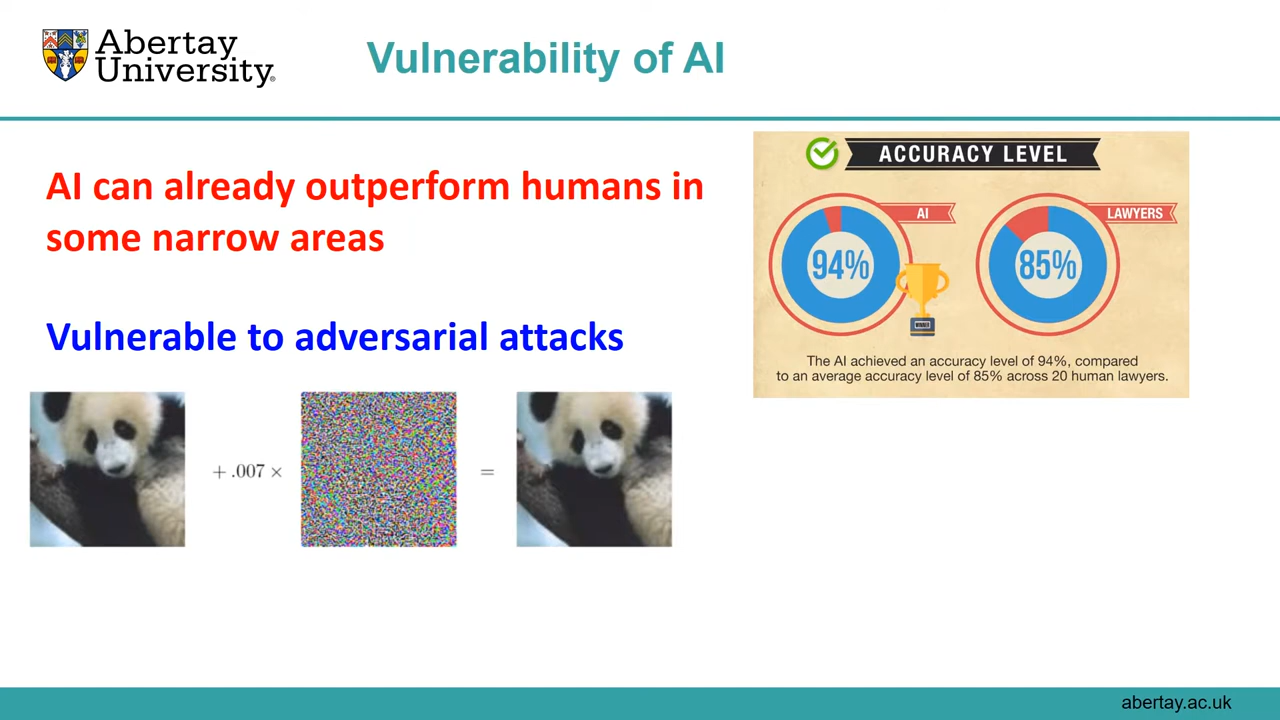 Abertay
University®
Vulnerability of AI
AI can already outperform humans in
some narrow areas
Vulnerable to adversarial attacks
+ .007 ×
=
ACCURACY LEVEL
AI
94%
WINNER
LAWYERS
85%
The AI achieved an accuracy level of 94%, compared
to an average accuracy level of 85% across 20 human lawyers.
abertay.ac.uk